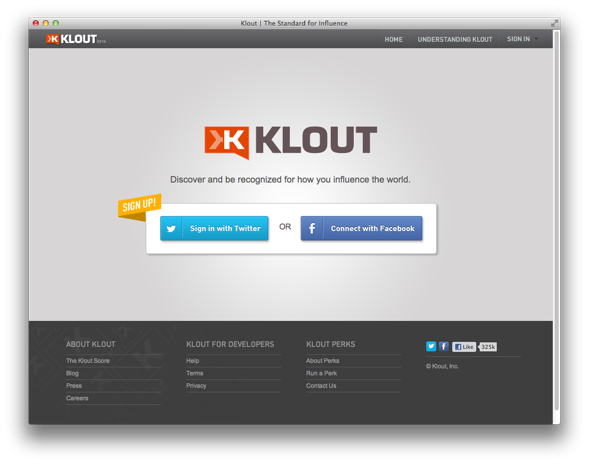 Klout | The Standard for Influence
KLOUT beta
HOME UNDERSTANDING KLOUT SIGN IN
KLOUT
Discover and be recognized for how you influence the world.
SIGN UP!
Sign in with Twitter OR Connect with Facebook
ABOUT KLOUT
The Klout Score
Blog
Press
Careers
KLOUT FOR DEVELOPERS
Help
Terms
Privacy
KLOUT PERKS
About Perks
Run a Perk
Contact Us
Like 325k
© Klout, Inc.